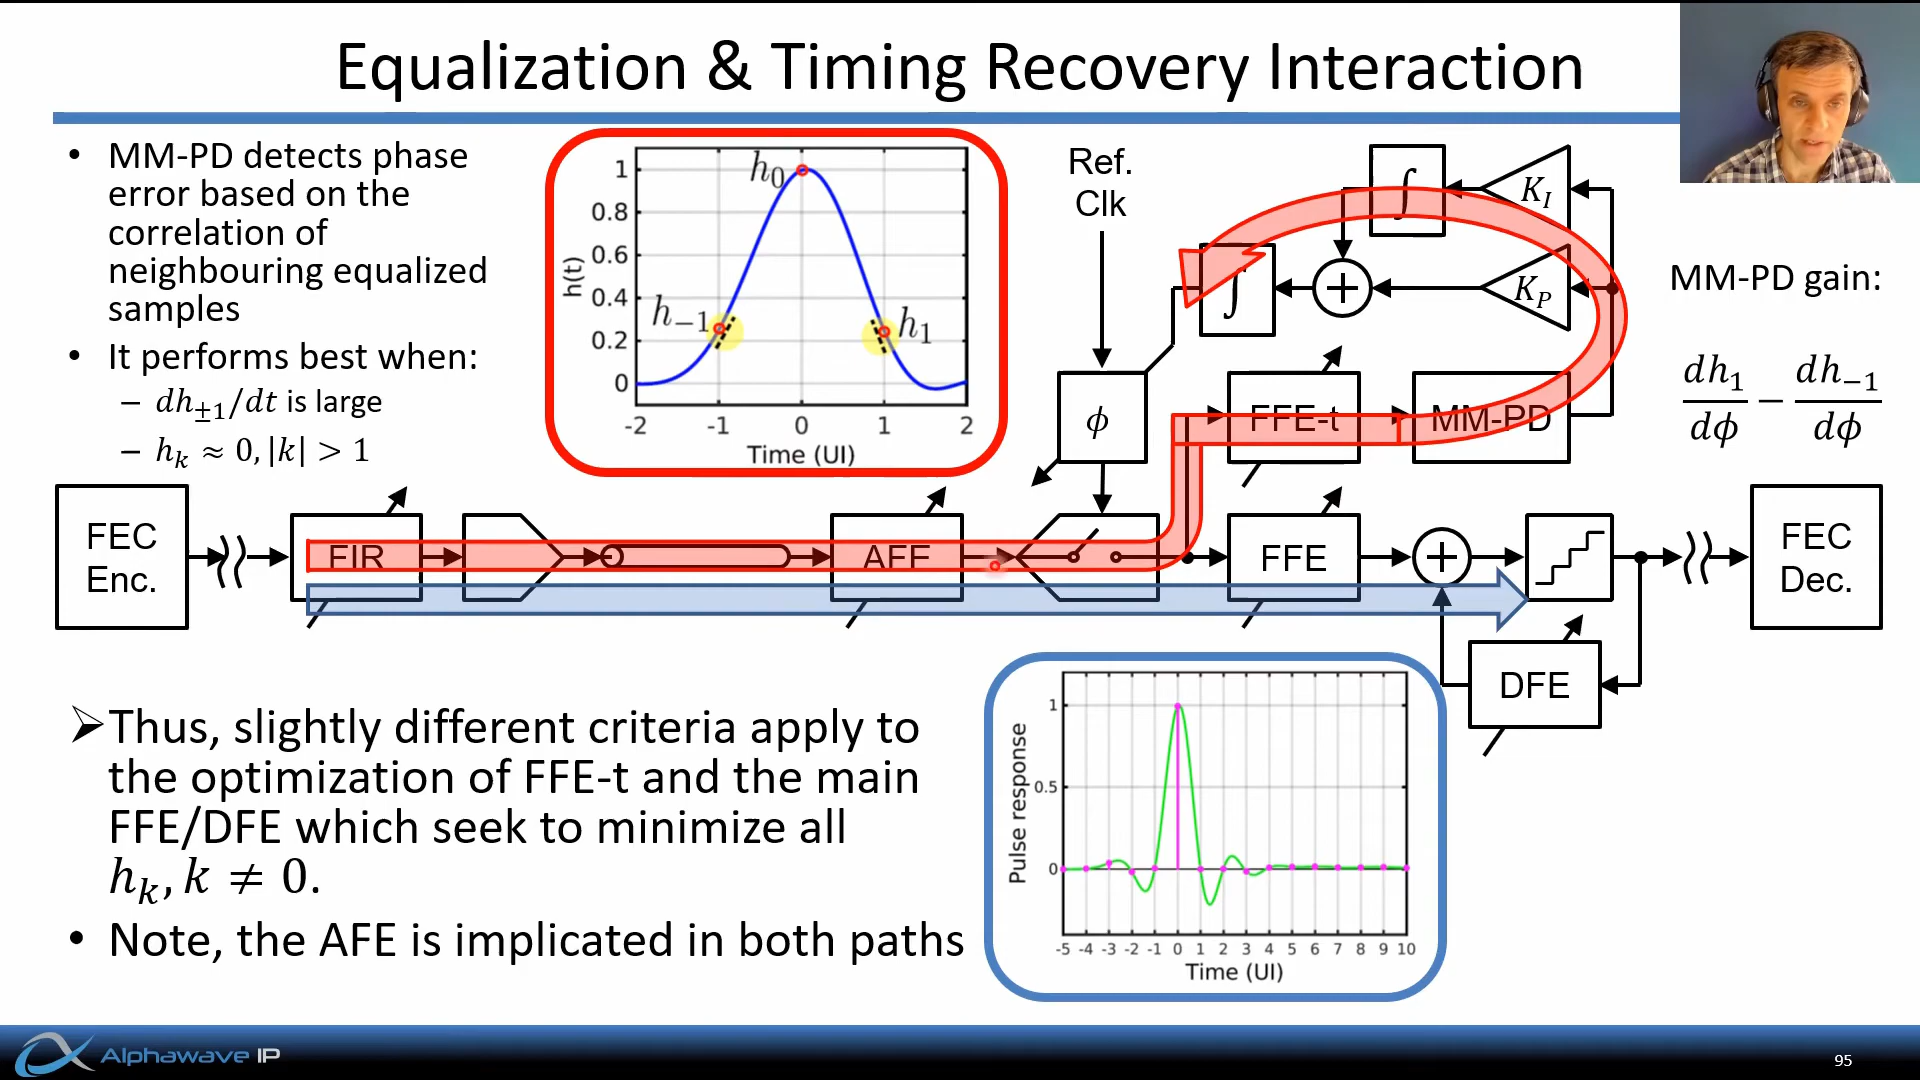 Equalization & Timing Recovery Interaction
• MM-PD detects phase
error based on the
correlation of
neighbouring equalized
samples
• It performs best when:
– dh±1/dt is large
– hₖ ≈ 0, |k| > 1
h(t)
1
0.8
0.6
0.4
0.2
0
h₀
h₋₁
h₁
-2 -1 0 1 2
Time (UI)
Ref.
Clk
∫
K_I
∫
+
K_P
ϕ
FFE-t
MM-PD
MM-PD gain:
dh₁/dϕ − dh₋₁/dϕ
FEC
Enc.
FIR
AFE
FFE
+
FEC
Dec.
DFE
➢ Thus, slightly different criteria apply to
the optimization of FFE-t and the main
FFE/DFE which seek to minimize all
hₖ, k ≠ 0.
• Note, the AFE is implicated in both paths
Pulse response
1
0.5
0
-5 -4 -3 -2 -1 0 1 2 3 4 5 6 7 8 9 10
Time (UI)
Alphawave IP
95